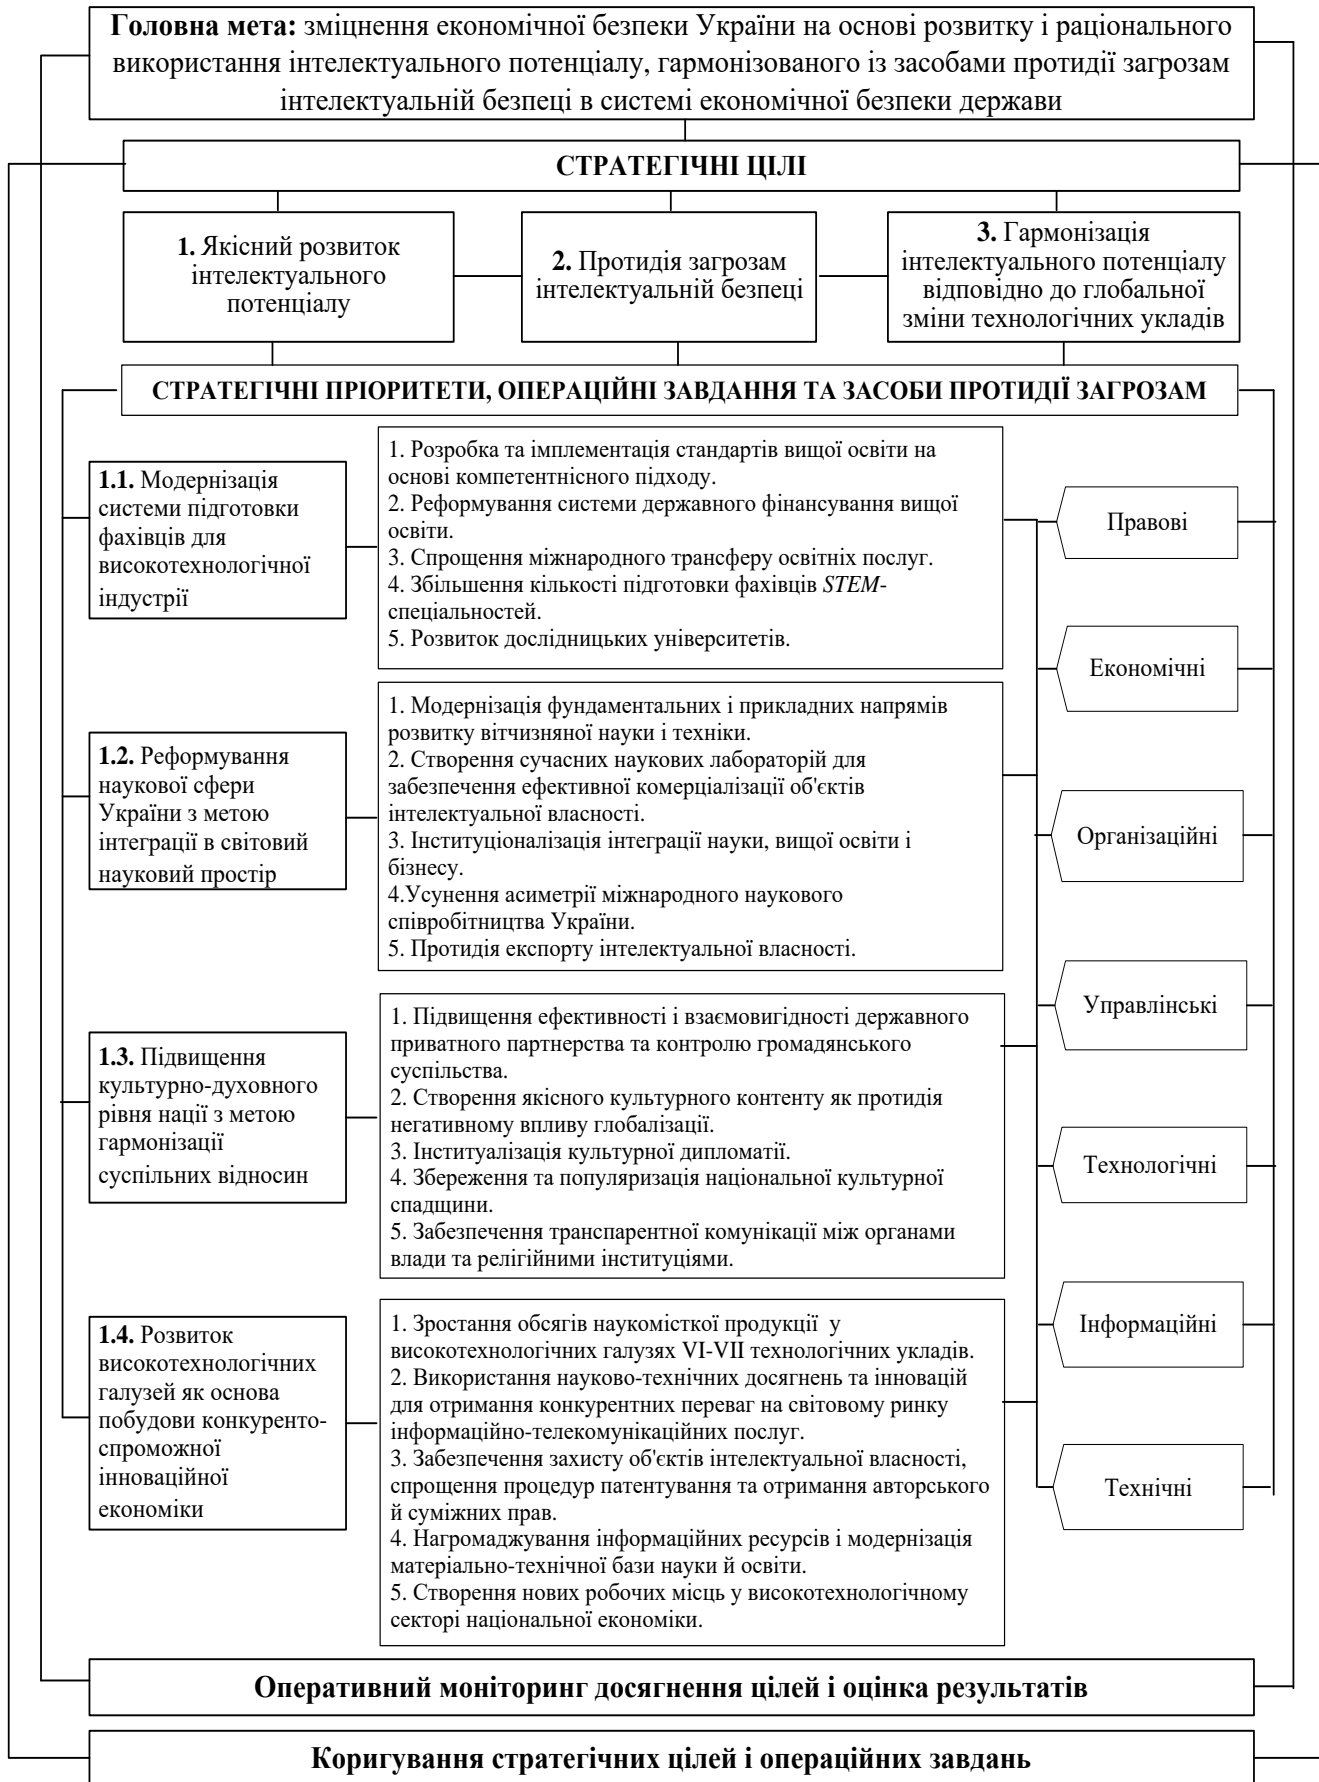 Головна мета: зміцнення економічної безпеки України на основі розвитку і раціонального
використання інтелектуального потенціалу, гармонізованого із засобами протидії загрозам
інтелектуальній безпеці в системі економічної безпеки держави
СТРАТЕГІЧНІ ЦІЛІ
1. Якісний розвиток
інтелектуального
потенціалу
2. Протидія загрозам
інтелектуальній безпеці
3. Гармонізація
інтелектуального потенціалу
відповідно до глобальної
зміни технологічних укладів
СТРАТЕГІЧНІ ПРІОРИТЕТИ, ОПЕРАЦІЙНІ ЗАВДАННЯ ТА ЗАСОБИ ПРОТИДІЇ ЗАГРОЗАМ
1.1. Модернізація
системи підготовки
фахівців для
високотехнологічної
індустрії
1. Розробка та імплементація стандартів вищої освіти на
основі компетентнісного підходу.
2. Реформування системи державного фінансування вищої
освіти.
3. Спрощення міжнародного трансферу освітніх послуг.
4. Збільшення кількості підготовки фахівців STEM-
спеціальностей.
5. Розвиток дослідницьких університетів.
1.2. Реформування
наукової сфери
України з метою
інтеграції в світовий
науковий простір
1. Модернізація фундаментальних і прикладних напрямів
розвитку вітчизняної науки і техніки.
2. Створення сучасних наукових лабораторій для
забезпечення ефективної комерціалізації об'єктів
інтелектуальної власності.
3. Інституціоналізація інтеграції науки, вищої освіти і
бізнесу.
4.Усунення асиметрії міжнародного наукового
співробітництва України.
5. Протидія експорту інтелектуальної власності.
1.3. Підвищення
культурно-духовного
рівня нації з метою
гармонізації
суспільних відносин
1. Підвищення ефективності і взаємовигідності державного
приватного партнерства та контролю громадянського
суспільства.
2. Створення якісного культурного контенту як протидія
негативному впливу глобалізації.
3. Інституалізація культурної дипломатії.
4. Збереження та популяризація національної культурної
спадщини.
5. Забезпечення транспарентної комунікації між органами
влади та релігійними інституціями.
1.4. Розвиток
високотехнологічних
галузей як основа
побудови конкуренто-
спроможної
інноваційної
економіки
1. Зростання обсягів наукомісткої продукції у
високотехнологічних галузях VI-VII технологічних укладів.
2. Використання науково-технічних досягнень та інновацій
для отримання конкурентних переваг на світовому ринку
інформаційно-телекомунікаційних послуг.
3. Забезпечення захисту об'єктів інтелектуальної власності,
спрощення процедур патентування та отримання авторського
й суміжних прав.
4. Нагромаджування інформаційних ресурсів і модернізація
матеріально-технічної бази науки й освіти.
5. Створення нових робочих місць у високотехнологічному
секторі національної економіки.
Правові
Економічні
Організаційні
Управлінські
Технологічні
Інформаційні
Технічні
Оперативний моніторинг досягнення цілей і оцінка результатів
Коригування стратегічних цілей і операційних завдань